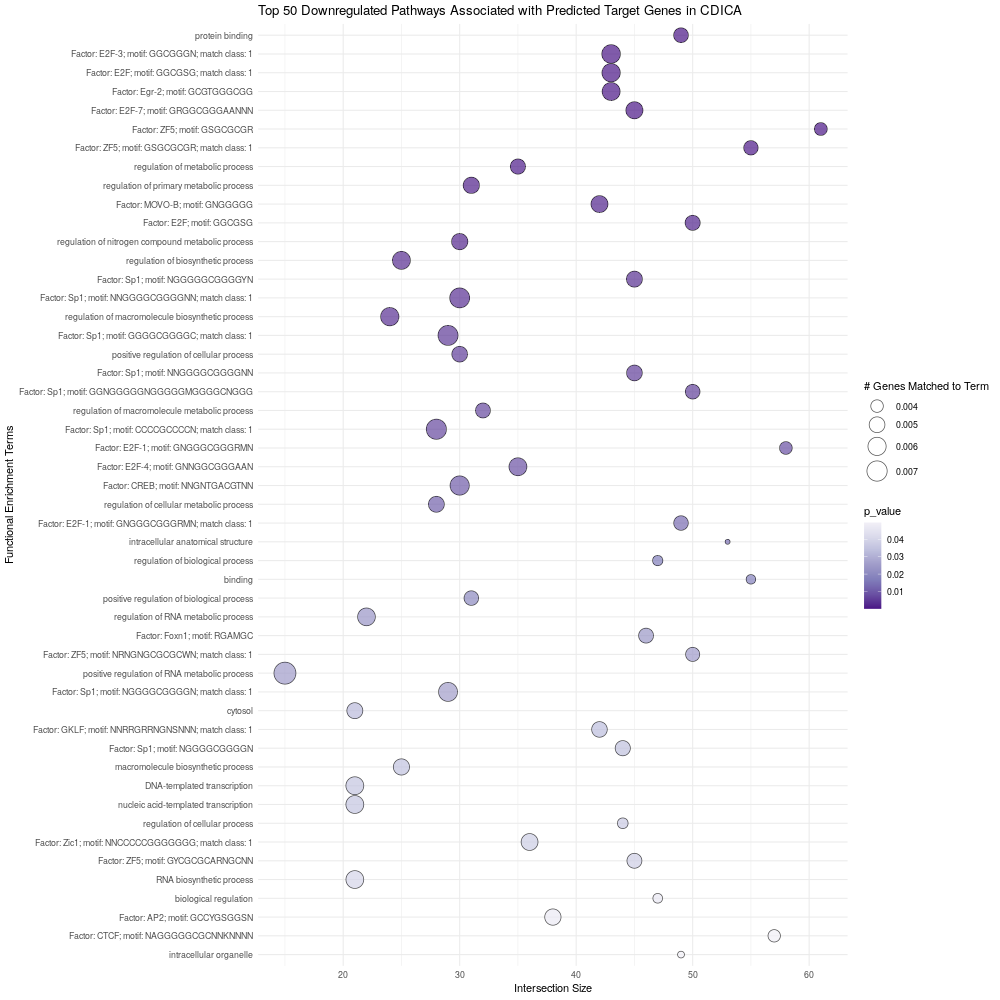 Top 50 Downregulated Pathways Associated with Predicted Target Genes in CDICA
Functional Enrichment Terms
protein binding
Factor: E2F-3; motif: GGCGGGN; match class: 1
Factor: E2F; motif: GGCGSG; match class: 1
Factor: Egr-2; motif: GCGTGGGCGG
Factor: E2F-7; motif: GRGGCGGGAANNN
Factor: ZF5; motif: GSGCGCGR
Factor: ZF5; motif: GSGCGCGR; match class: 1
regulation of metabolic process
regulation of primary metabolic process
Factor: MOVO-B; motif: GNGGGGG
Factor: E2F; motif: GGCGSG
regulation of nitrogen compound metabolic process
regulation of biosynthetic process
Factor: Sp1; motif: NGGGGGCGGGGYN
Factor: Sp1; motif: NNGGGGCGGGGNN; match class: 1
regulation of macromolecule biosynthetic process
Factor: Sp1; motif: GGGGCGGGGC; match class: 1
positive regulation of cellular process
Factor: Sp1; motif: NNGGGGCGGGGNN
Factor: Sp1; motif: GGNGGGGGNGGGGGMGGGGCNGGG
regulation of macromolecule metabolic process
Factor: Sp1; motif: CCCCGCCCCN; match class: 1
Factor: E2F-1; motif: GNGGGCGGGRMN
Factor: E2F-4; motif: GNNGGCGGGAAN
Factor: CREB; motif: NNGNTGACGTNN
regulation of cellular metabolic process
Factor: E2F-1; motif: GNGGGCGGGRMN; match class: 1
intracellular anatomical structure
regulation of biological process
binding
positive regulation of biological process
regulation of RNA metabolic process
Factor: Foxn1; motif: RGAMGC
Factor: ZF5; motif: NRNGNGCGCGCWN; match class: 1
positive regulation of RNA metabolic process
Factor: Sp1; motif: NGGGGCGGGGN; match class: 1
cytosol
Factor: GKLF; motif: NNRRGRRNGNSNNN; match class: 1
Factor: Sp1; motif: NGGGGCGGGGN
macromolecule biosynthetic process
DNA-templated transcription
nucleic acid-templated transcription
regulation of cellular process
Factor: Zic1; motif: NNCCCCCGGGGGGG; match class: 1
Factor: ZF5; motif: GYCGCGCARNGCNN
RNA biosynthetic process
biological regulation
Factor: AP2; motif: GCCYGSGGSN
Factor: CTCF; motif: NAGGGGGCGCNNKNNNN
intracellular organelle
20 30 40 50 60
Intersection Size
# Genes Matched to Term
0.004
0.005
0.006
0.007
p_value
0.04
0.03
0.02
0.01